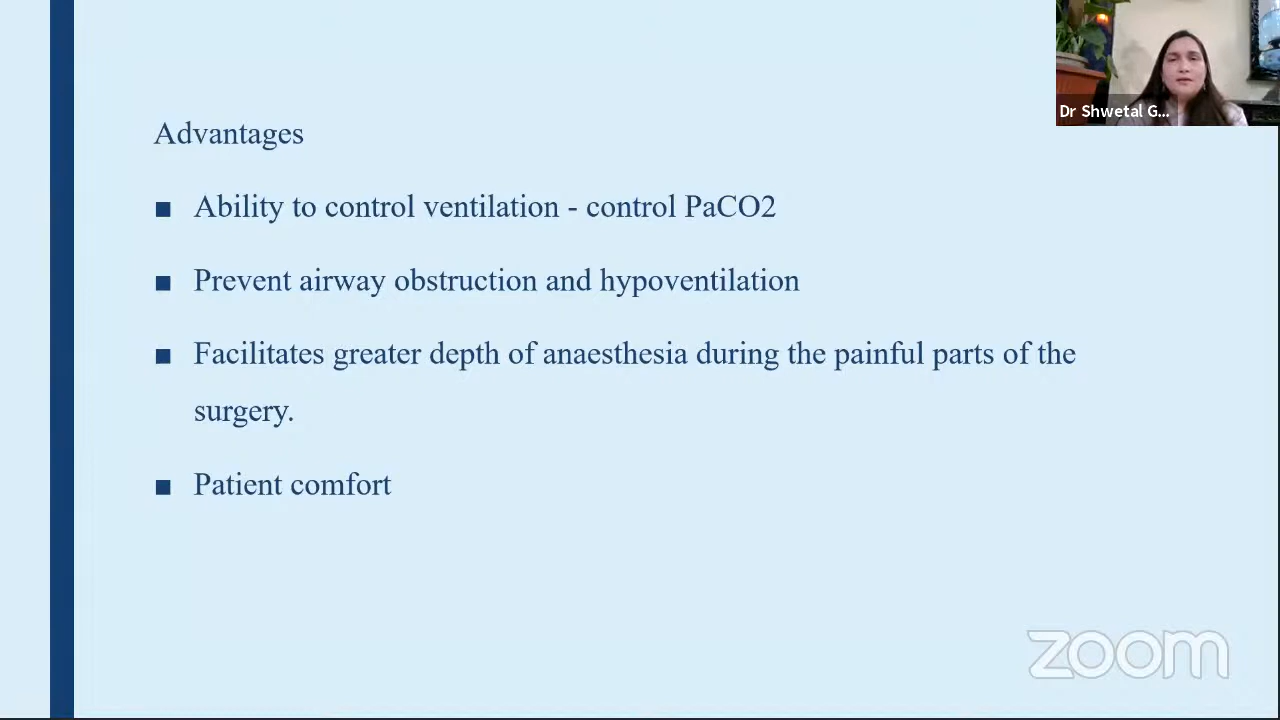 Dr Shwetal G...
Advantages
■ Ability to control ventilation - control PaCO2
■ Prevent airway obstruction and hypoventilation
■ Facilitates greater depth of anaesthesia during the painful parts of the
surgery.
■ Patient comfort
zoom